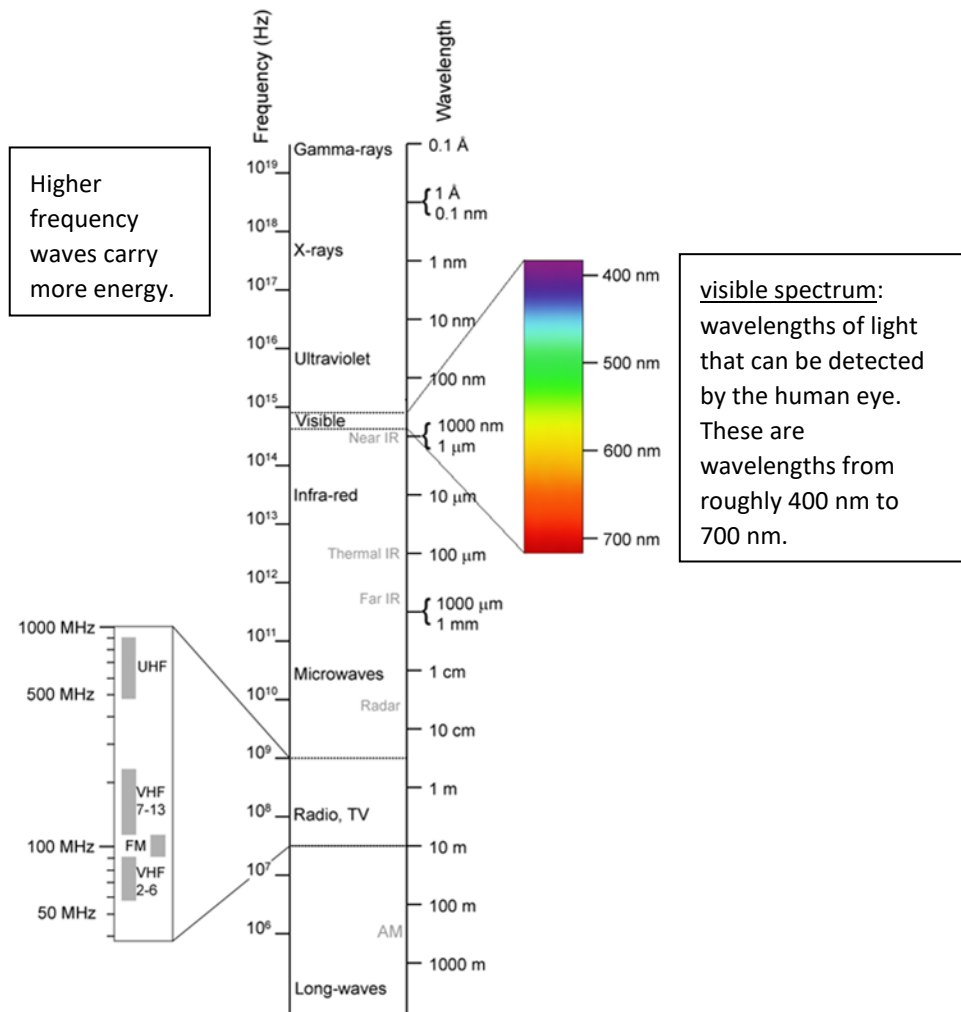 Frequency (Hz)
Wavelength
Higher
frequency
waves carry
more energy.
Gamma-rays
0.1 Å
10¹⁹
1 Å
0.1 nm
10¹⁸
X-rays
1 nm
10¹⁷
10 nm
10¹⁶
Ultraviolet
100 nm
10¹⁵
Visible
1000 nm
Near IR
1 µm
10¹⁴
Infra-red
10 µm
10¹³
Thermal IR
100 µm
10¹²
Far IR
1000 µm
1 mm
10¹¹
Microwaves
1 cm
10¹⁰
Radar
10 cm
10⁹
1 m
10⁸
Radio, TV
10 m
10⁷
100 m
10⁶
AM
1000 m
Long-waves
400 nm
500 nm
600 nm
700 nm
visible spectrum:
wavelengths of light
that can be detected
by the human eye.
These are
wavelengths from
roughly 400 nm to
700 nm.
1000 MHz
UHF
500 MHz
VHF
7-13
FM
100 MHz
VHF
2-6
50 MHz